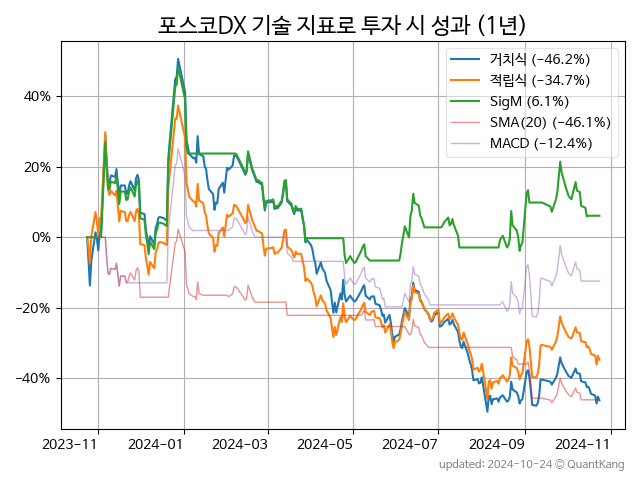 포스코DX 기술 지표로 투자 시 성과 (1년)
거치식 (−46.2%)
적립식 (−34.7%)
SigM (6.1%)
SMA(20) (−46.1%)
MACD (−12.4%)
40%
20%
0%
−20%
−40%
2023-11 2024-01 2024-03 2024-05 2024-07 2024-09 2024-11
updated: 2024-10-24 © QuantKang